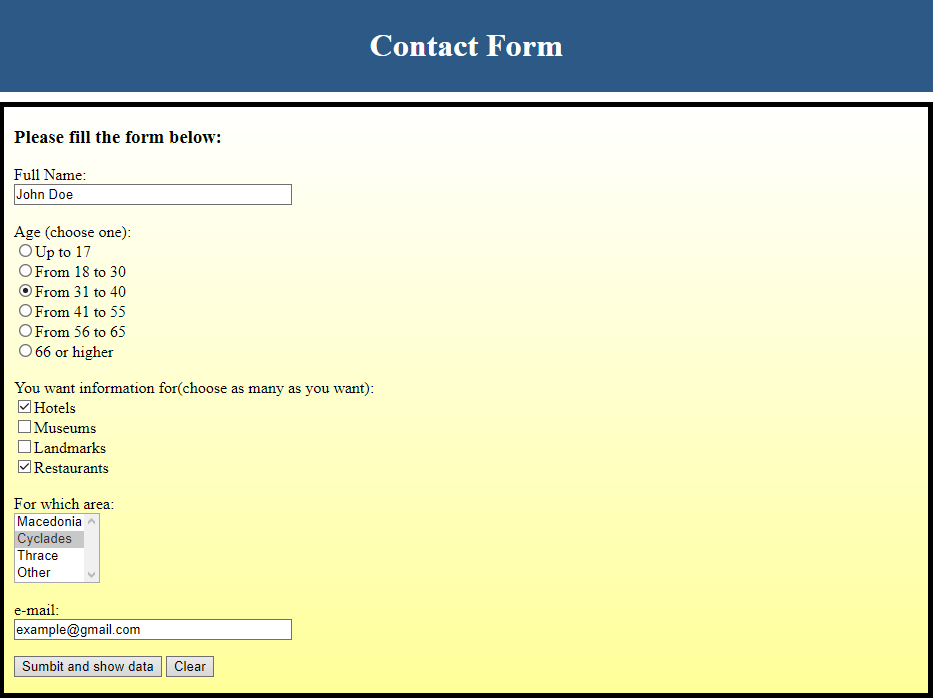 Contact Form
Please fill the form below:
Full Name:
John Doe
Age (choose one):
Up to 17
From 18 to 30
From 31 to 40
From 41 to 55
From 56 to 65
66 or higher
You want information for(choose as many as you want):
Hotels
Museums
Landmarks
Restaurants
For which area:
Macedonia
Cyclades
Thrace
Other
e-mail:
example@gmail.com
Sumbit and show data Clear